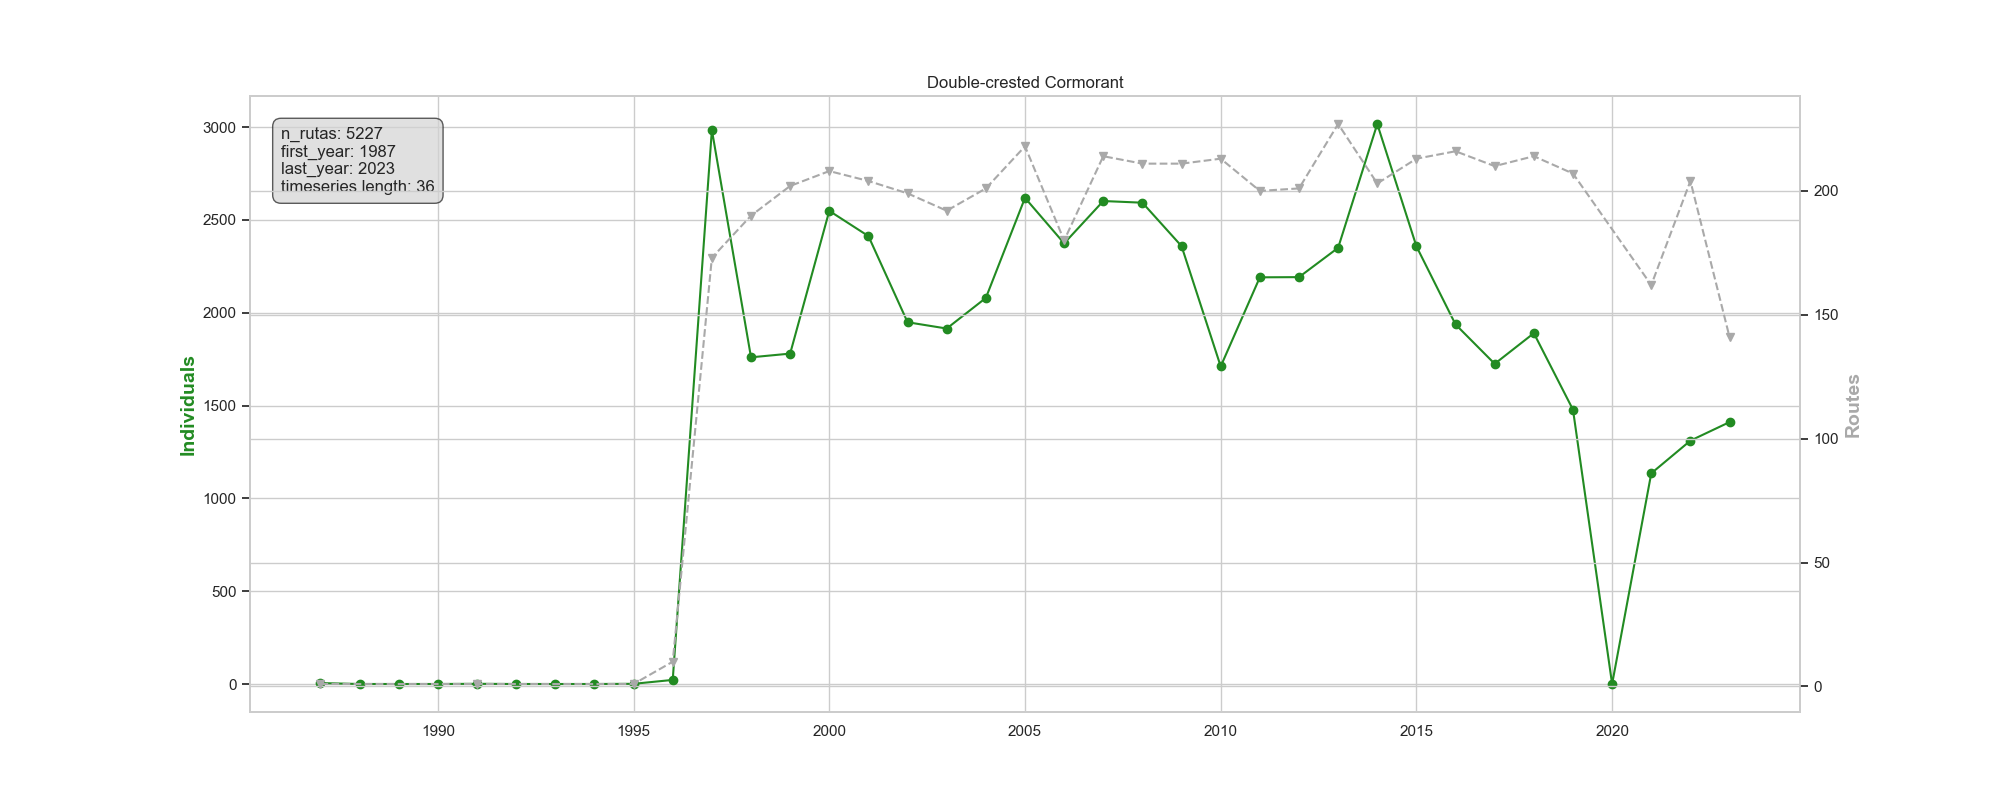 Double-crested Cormorant
n_rutas: 5227
first_year: 1987
last_year: 2023
timeseries length: 36
3000
2500
2000
1500
1000
500
0
Individuals
200
150
100
50
0
Routes
1990
1995
2000
2005
2010
2015
2020